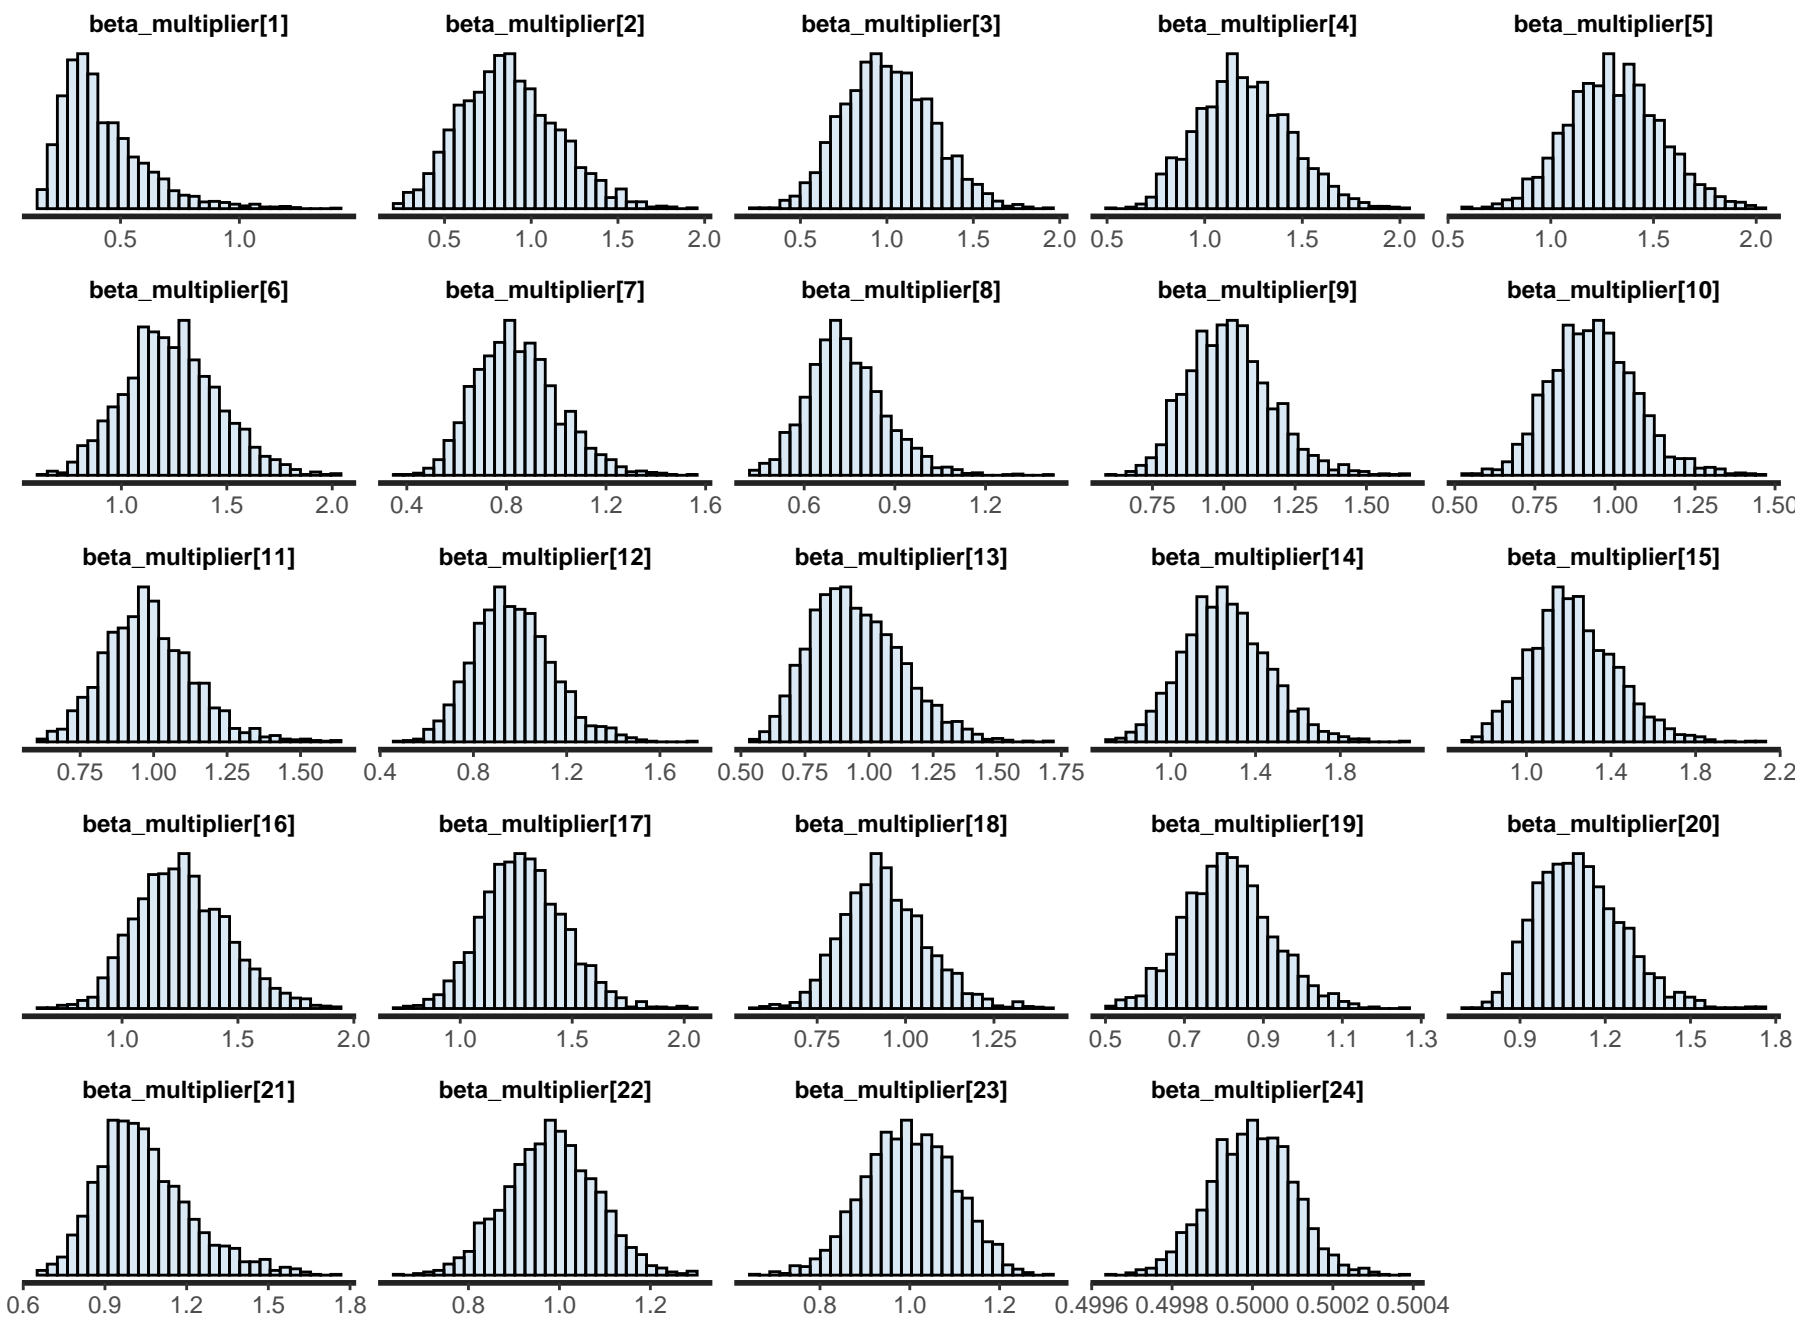 beta_multiplier[1] beta_multiplier[2] beta_multiplier[3] beta_multiplier[4] beta_multiplier[5]
0.5 1.0 0.5 1.0 1.5 2.0 0.5 1.0 1.5 2.0 0.5 1.0 1.5 2.0 0.5 1.0 1.5 2.0
beta_multiplier[6] beta_multiplier[7] beta_multiplier[8] beta_multiplier[9] beta_multiplier[10]
1.0 1.5 2.0 0.4 0.8 1.2 1.6 0.6 0.9 1.2 0.75 1.00 1.25 1.50 0.50 0.75 1.00 1.25 1.50
beta_multiplier[11] beta_multiplier[12] beta_multiplier[13] beta_multiplier[14] beta_multiplier[15]
0.75 1.00 1.25 1.50 0.4 0.8 1.2 1.6 0.50 0.75 1.00 1.25 1.50 1.75 1.0 1.4 1.8 1.0 1.4 1.8 2.2
beta_multiplier[16] beta_multiplier[17] beta_multiplier[18] beta_multiplier[19] beta_multiplier[20]
1.0 1.5 2.0 1.0 1.5 2.0 0.75 1.00 1.25 0.5 0.7 0.9 1.1 1.3 0.9 1.2 1.5 1.8
beta_multiplier[21] beta_multiplier[22] beta_multiplier[23] beta_multiplier[24]
0.6 0.9 1.2 1.5 1.8 0.8 1.0 1.2 0.8 1.0 1.2 0.4996 0.4998 0.5000 0.5002 0.5004